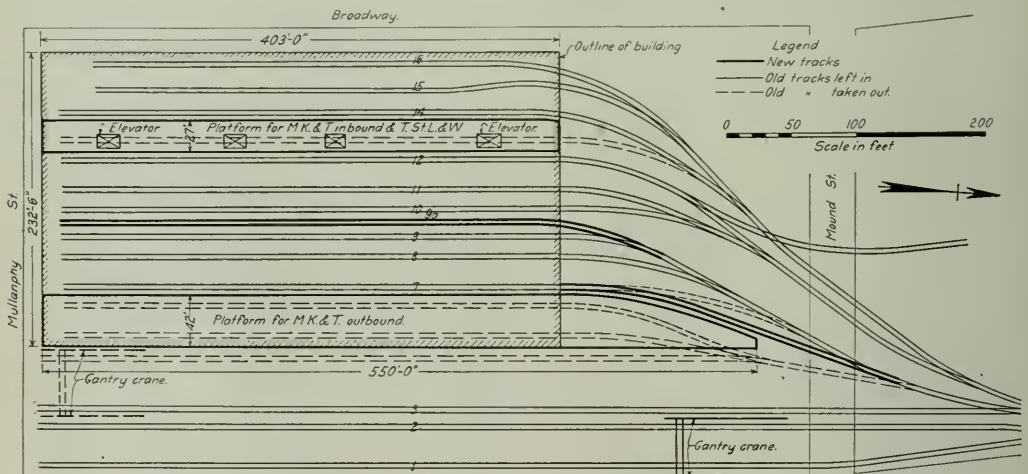 Broadway.
403'-0"
Outline of building
Legend
New tracks
Old tracks left in
Old " taken out.
0 50 100 200
Scale in feet
16
15
14
Elevator
Platform for M.K.& T. inbound & T. St. L. & W
Elevator.
27'
12
11
10
9a
9
8
7
Mullanphy St.
232'-6"
Mound St.
Platform for M.K.& T. outbound.
42'
550'-0"
Gantry crane.
3
2
Gantry crane.
1